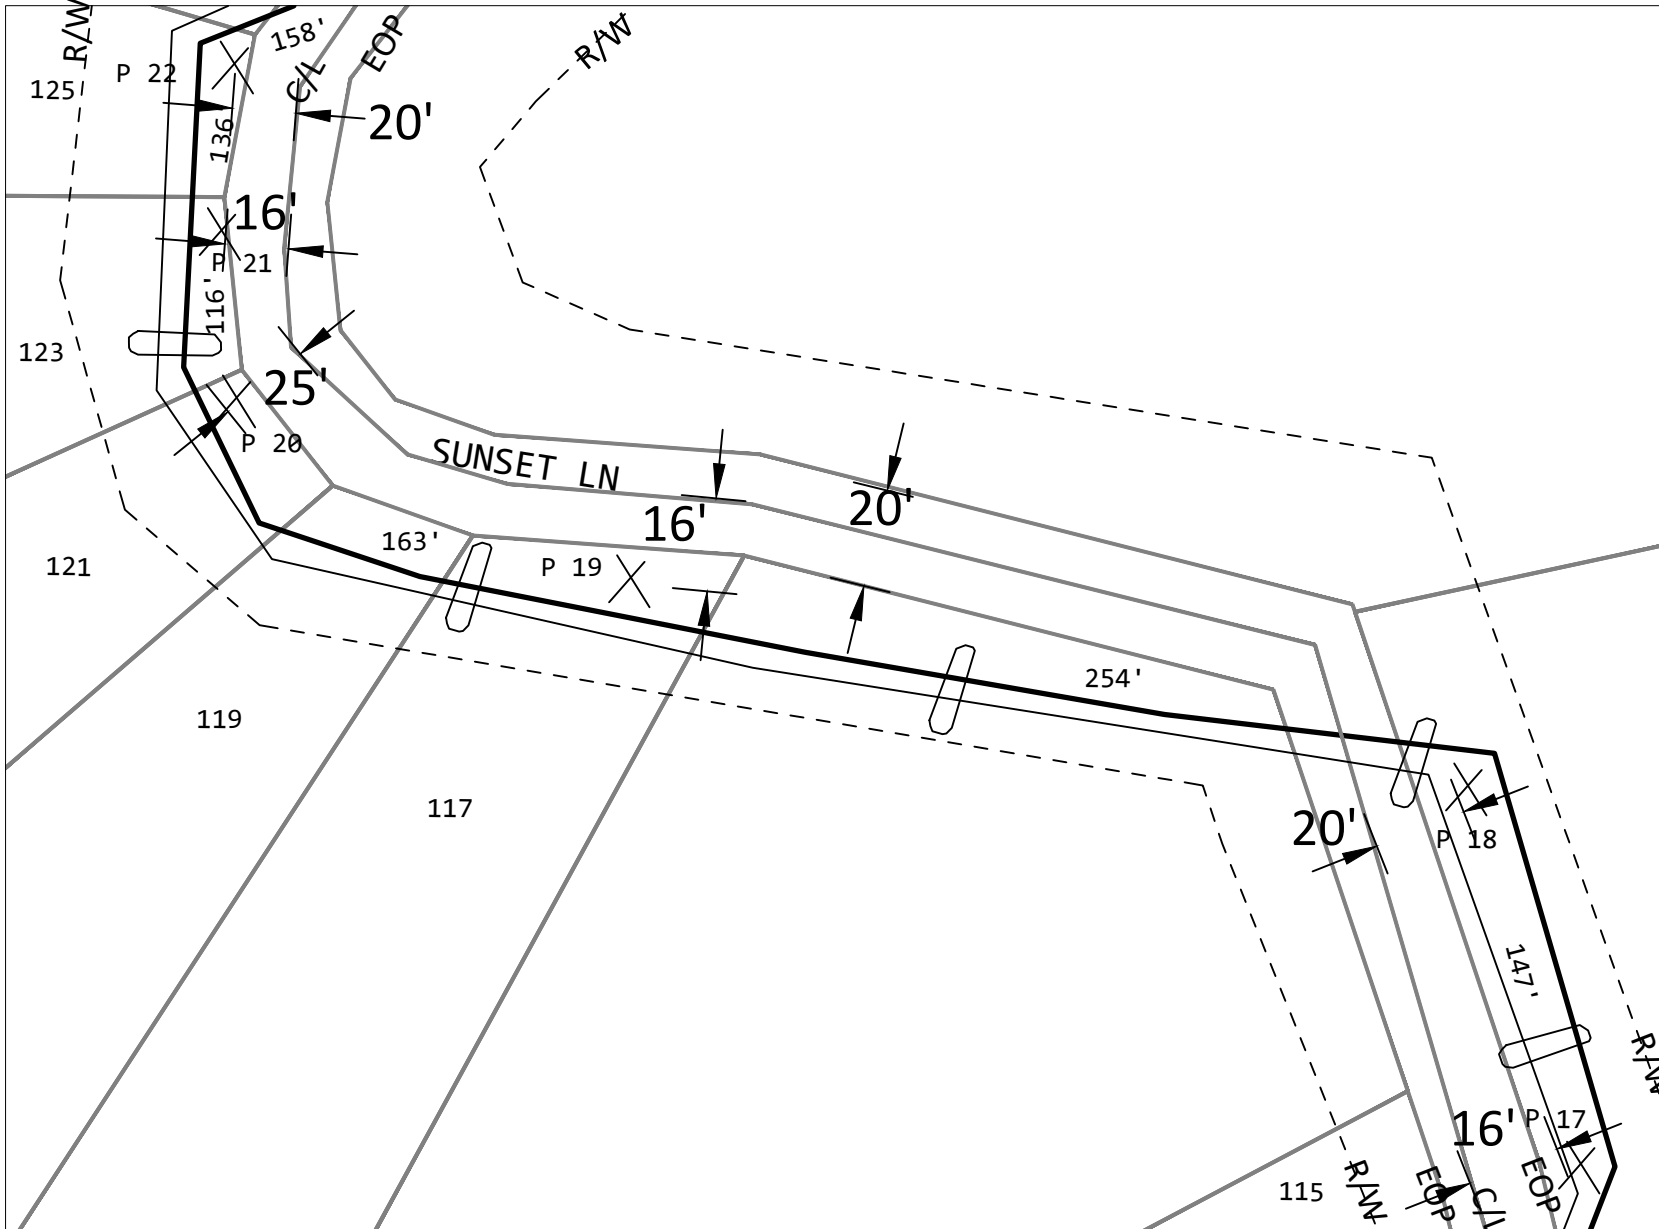 R/W
158'
EOP
R/W
P 22
C/L
125
20'
136
16'
P 21
116'
123
25'
P 20
SUNSET LN
20'
16'
163'
P 19
121
254'
119
117
20'
P 18
147'
R/W
16'
P 17
115
R/W
EOP
C/L
EOP